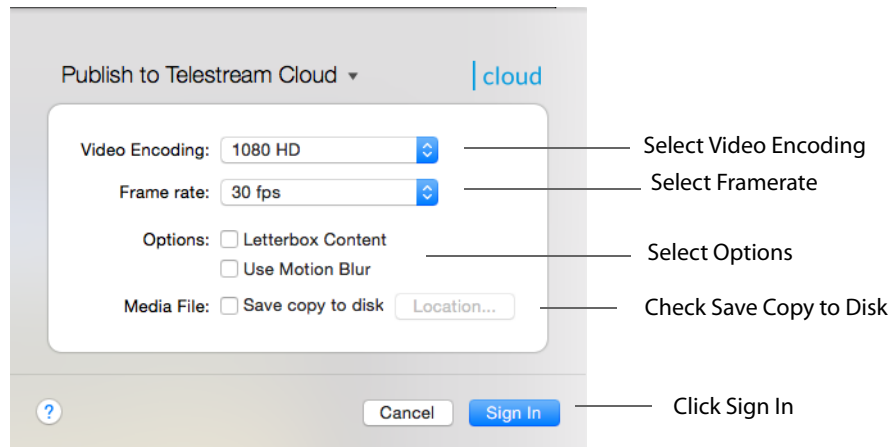 Publish to Telestream Cloud
cloud
Video Encoding: 1080 HD
Select Video Encoding
Frame rate: 30 fps
Select Framerate
Options: Letterbox Content
Use Motion Blur
Select Options
Media File: Save copy to disk Location...
Check Save Copy to Disk
? Cancel Sign In
Click Sign In